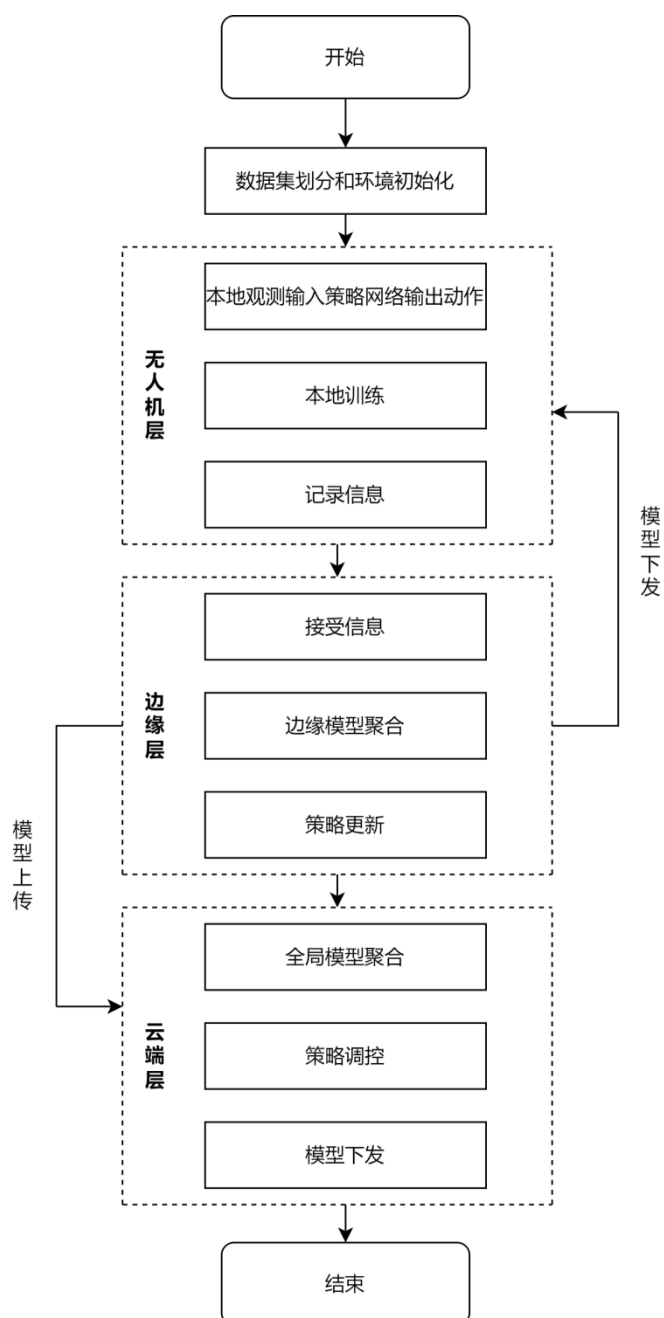 开始
数据集划分和环境初始化
无人机层
本地观测输入策略网络输出动作
本地训练
记录信息
模型下发
边缘层
接受信息
边缘模型聚合
策略更新
模型上传
云端层
全局模型聚合
策略调控
模型下发
结束